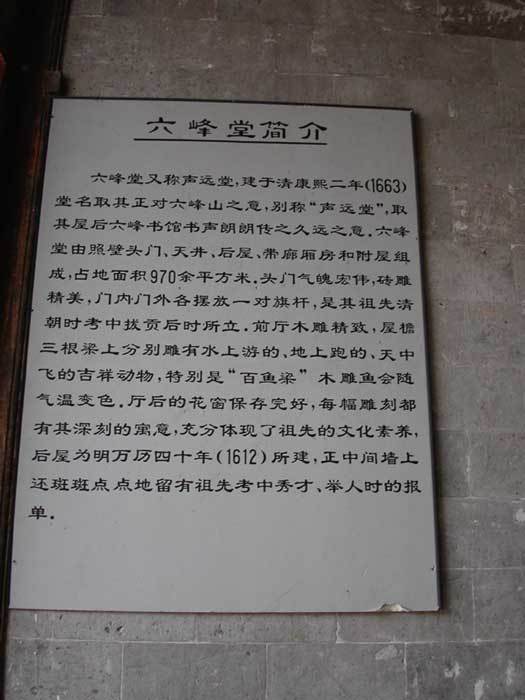 六峰堂简介
六峰堂又称声远堂,建于清康熙二年(1663)
堂名取其正对六峰山之意,别称“声远堂”,取
其屋后六峰书馆书声朗朗传之久远之意.六峰
堂由照壁头门、天井、后屋、带廊厢房和附屋组
成,占地面积970余平方米.头门气魄宏伟,砖雕
精美,门内门外各摆放一对旗杆,是其祖先清
朝时考中拔贡后时所立.前厅木雕精致,屋檐
三根梁上分别雕有水上游的、地上跑的、天中
飞的吉祥动物,特别是“百鱼梁”木雕鱼会随
气温变色.厅后的花窗保存完好,每幅雕刻都
有其深刻的寓意,充分体现了祖先的文化素养,
后屋为明万历四十年(1612)所建,正中间墙上
还斑斑点点地留有祖先考中秀才、举人时的报
单.